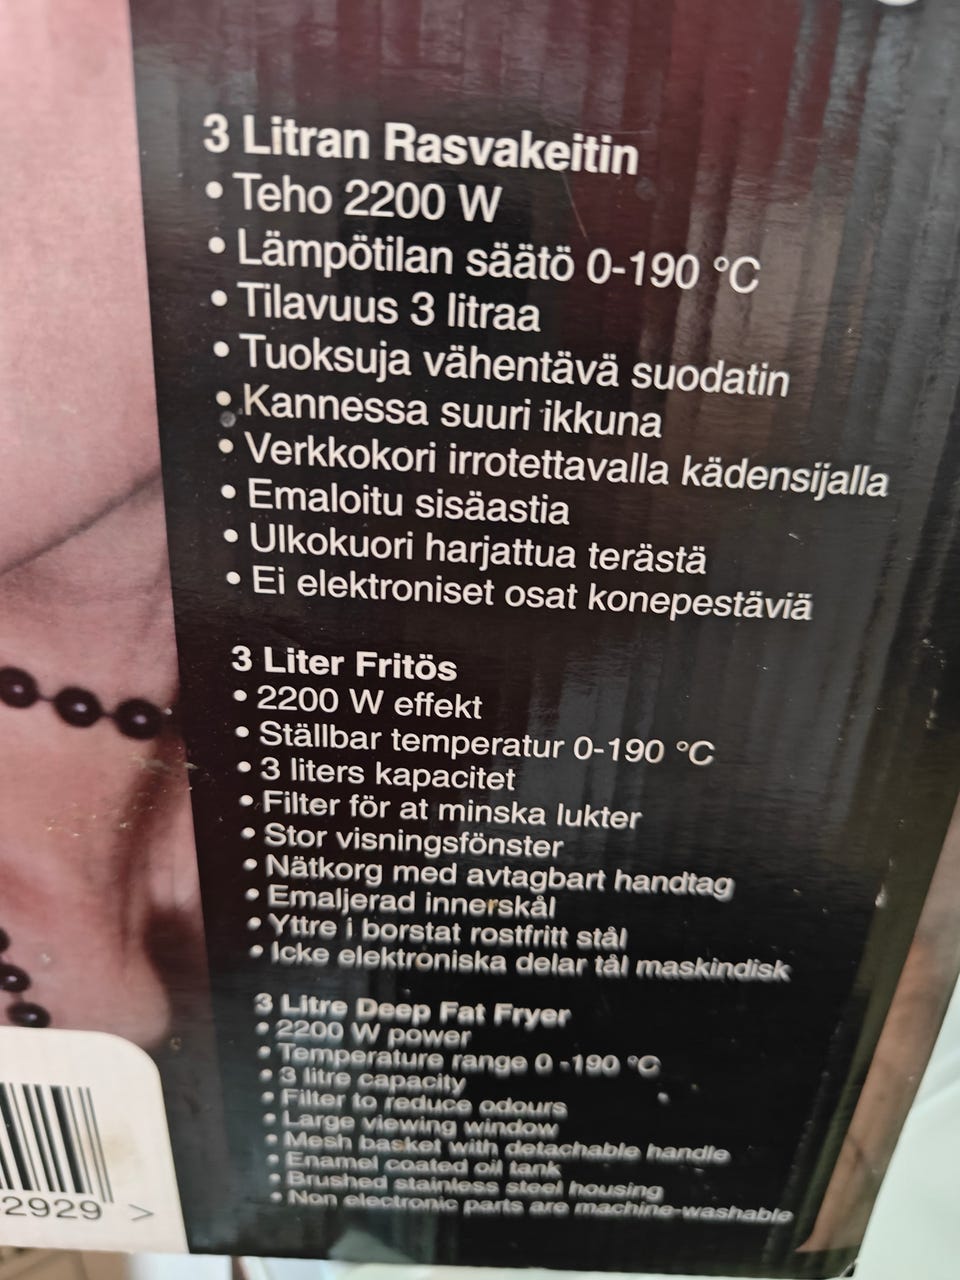 3 Litran Rasvakeitin
• Teho 2200 W
• Lämpötilan säätö 0-190 °C
• Tilavuus 3 litraa
• Tuoksuja vähentävä suodatin
• Kannessa suuri ikkuna
• Verkkokori irrotettavalla kädensijalla
• Emaloitu sisäastia
• Ulkokuori harjattua terästä
• Ei elektroniset osat konepestäviä
3 Liter Fritös
• 2200 W effekt
• Ställbar temperatur 0-190 °C
• 3 liters kapacitet
• Filter för at minska lukter
• Stor visningsfönster
• Nätkorg med avtagbart handtag
• Emaljerad innerskål
• Yttre i borstat rostfritt stål
• Icke elektroniska delar tål maskindisk
3 Litre Deep Fat Fryer
• 2200 W power
• Temperature range 0 -190 °C
• 3 litre capacity
• Filter to reduce odours
• Large viewing window
• Mesh basket with detachable handle
• Enamel coated oil tank
• Brushed stainless steel housing
• Non electronic parts are machine-washable
2929 >